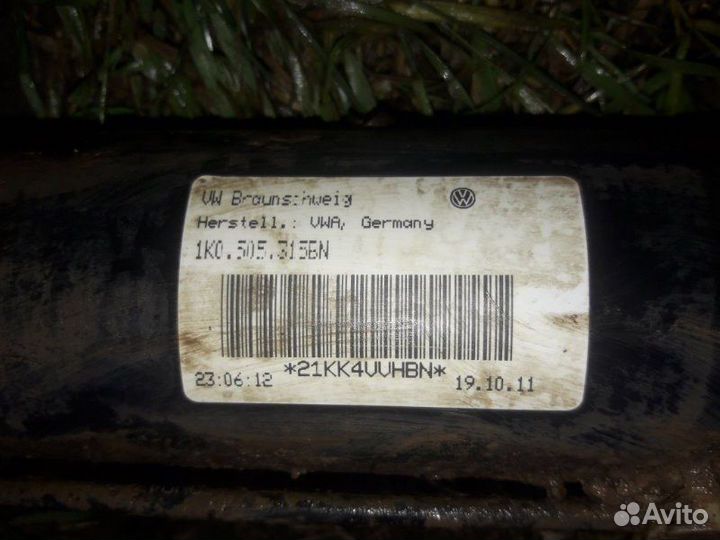 VW Braunschweig
Herstell.: VWA, Germany
1K0.505.315BN
*21KK4VVHBN*
23:06:12
19.10.11
Avito